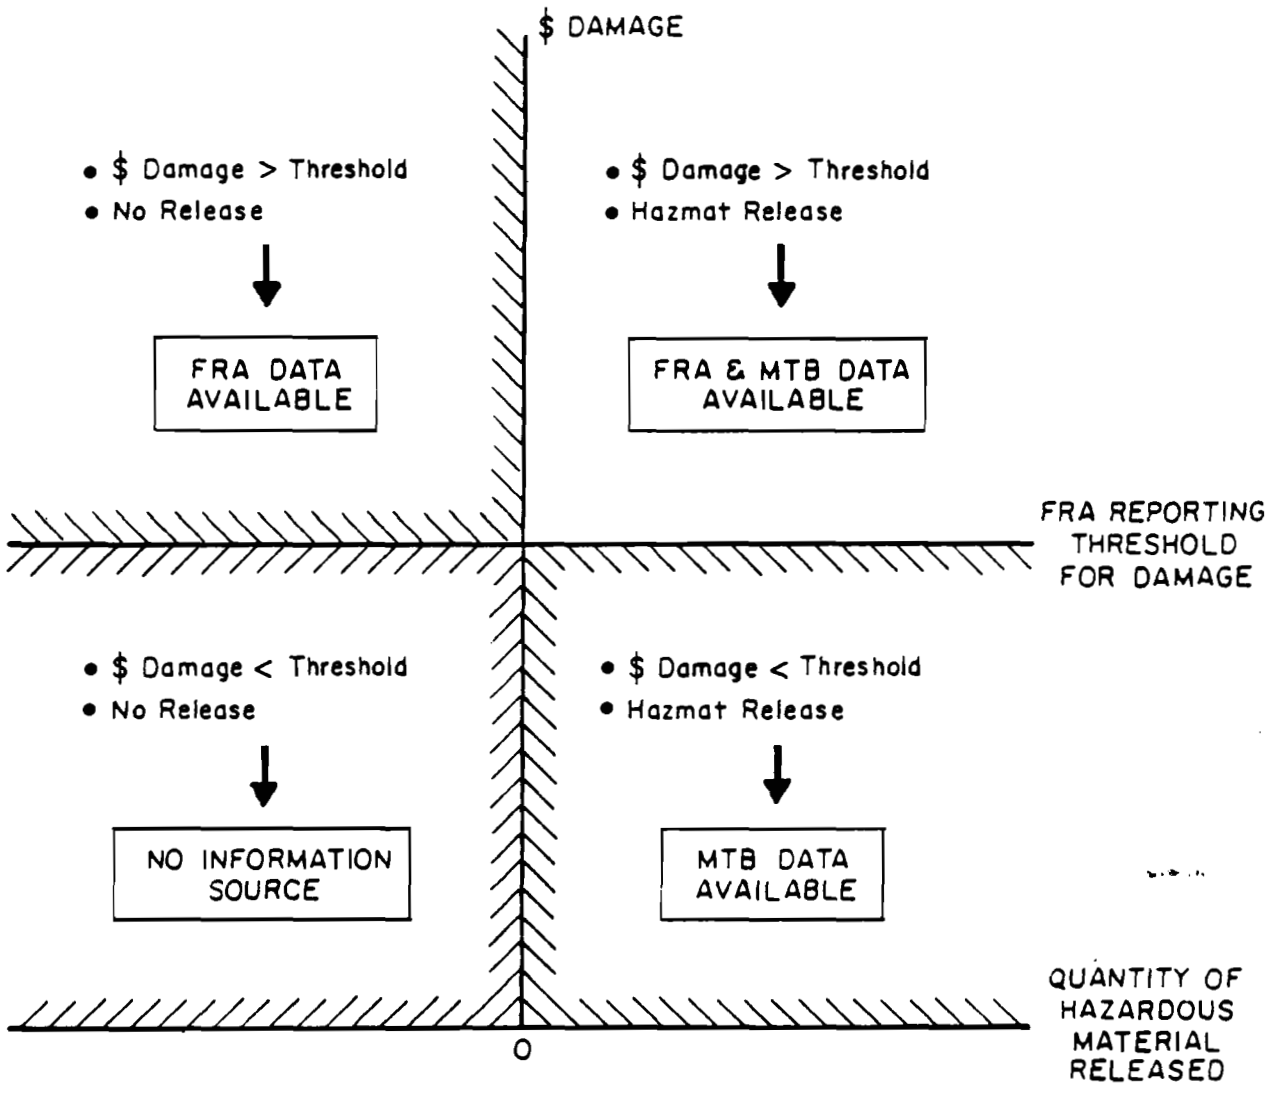 $ DAMAGE
• $ Damage > Threshold
• No Release
FRA DATA
AVAILABLE
• $ Damage > Threshold
• Hazmat Release
FRA & MTB DATA
AVAILABLE
FRA REPORTING
THRESHOLD
FOR DAMAGE
• $ Damage < Threshold
• No Release
NO INFORMATION
SOURCE
• $ Damage < Threshold
• Hazmat Release
MTB DATA
AVAILABLE
QUANTITY OF
HAZARDOUS
MATERIAL
RELEASED
0